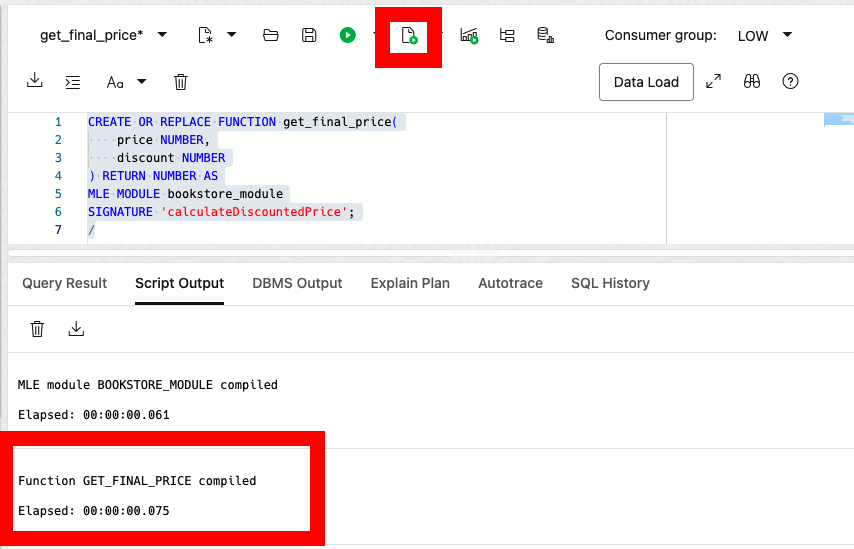 get_final_price*
Consumer group: LOW
Aa
Data Load
1 CREATE OR REPLACE FUNCTION get_final_price(
2 ····price NUMBER,
3 ····discount NUMBER
4 ) RETURN NUMBER AS
5 MLE MODULE bookstore_module
6 SIGNATURE 'calculateDiscountedPrice';
7 /
Query Result Script Output DBMS Output Explain Plan Autotrace SQL History
MLE module BOOKSTORE_MODULE compiled
Elapsed: 00:00:00.061
Function GET_FINAL_PRICE compiled
Elapsed: 00:00:00.075